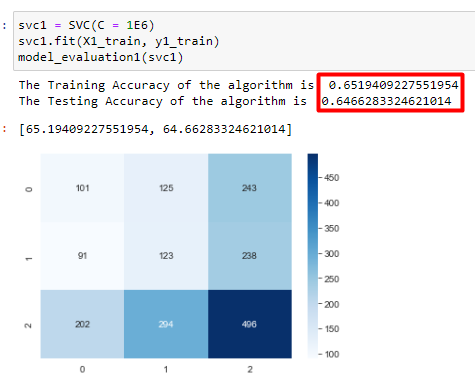 : svc1 = SVC(C = 1E6)
svc1.fit(X1_train, y1_train)
model_evaluation1(svc1)
The Training Accuracy of the algorithm is 0.6519409227551954
The Testing Accuracy of the algorithm is 0.6466283324621014
: [65.19409227551954, 64.66283324621014]
0 101 125 243
1 91 123 238
2 202 294 496
0 1 2
450
400
350
300
250
200
150
100